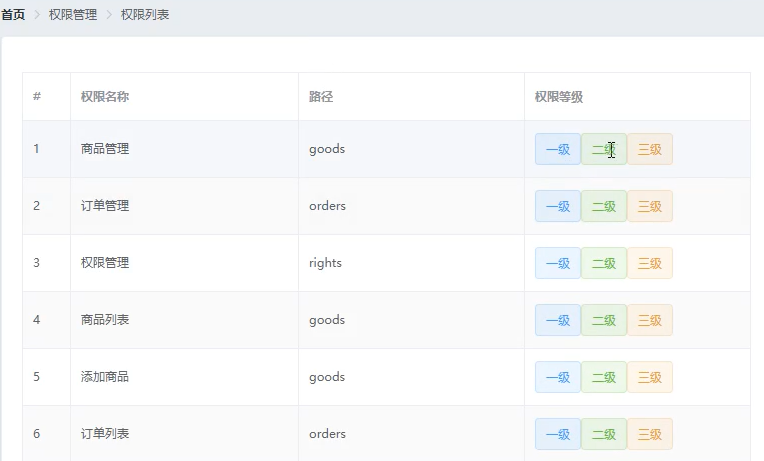 首页 > 权限管理 > 权限列表
# 权限名称 路径 权限等级
1 商品管理 goods 一级 二级 三级
2 订单管理 orders 一级 二级 三级
3 权限管理 rights 一级 二级 三级
4 商品列表 goods 一级 二级 三级
5 添加商品 goods 一级 二级 三级
6 订单列表 orders 一级 二级 三级